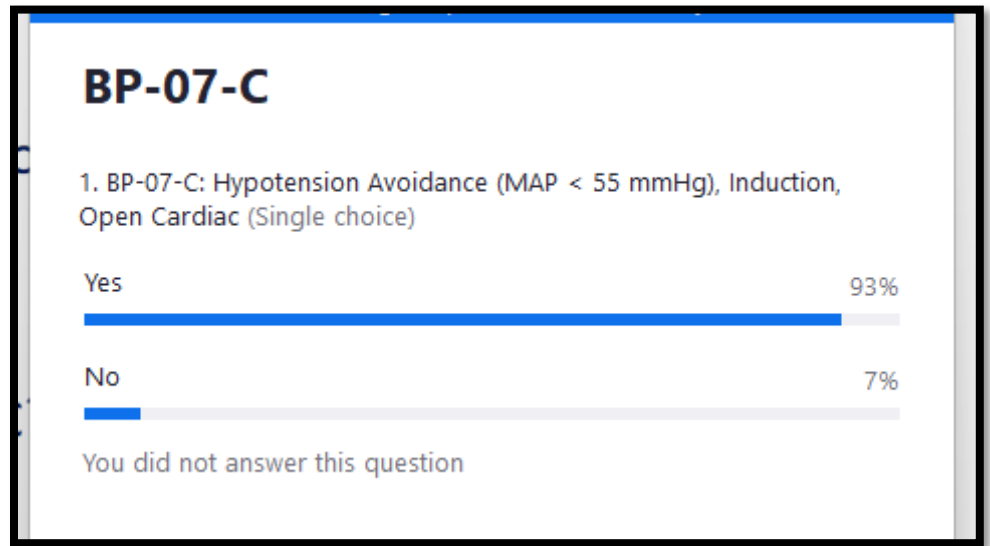 BP-07-C
1. BP-07-C: Hypotension Avoidance (MAP < 55 mmHg), Induction,
Open Cardiac (Single choice)
Yes 93%
No 7%
You did not answer this question